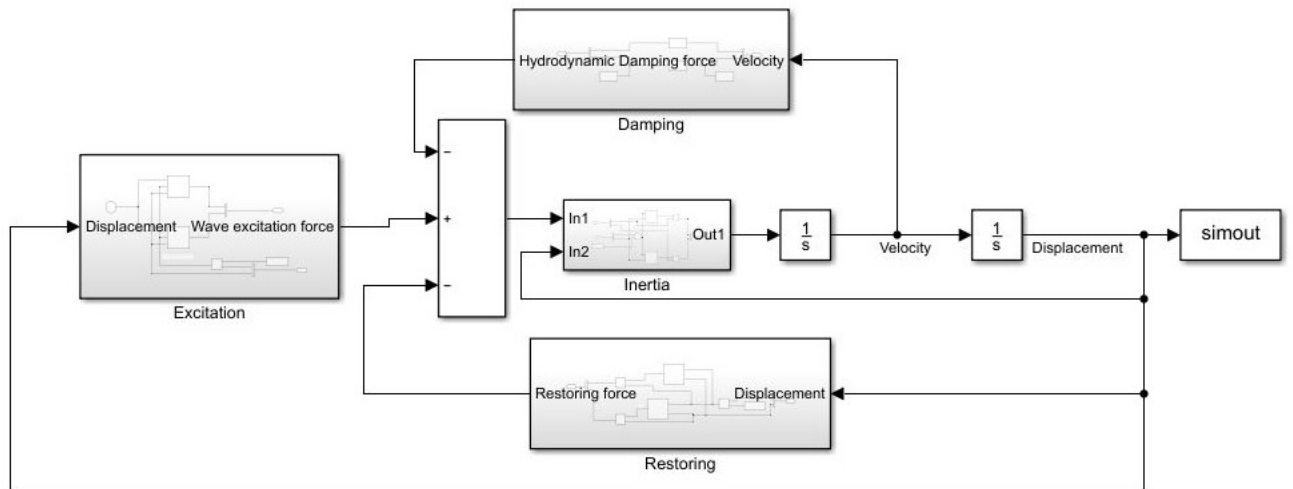 Hydrodynamic Damping force
Velocity
Damping
−
+
−
Displacement
Wave excitation force
Excitation
In1
In2
Out1
Inertia
1
s
Velocity
1
s
Displacement
simout
Restoring force
Displacement
Restoring